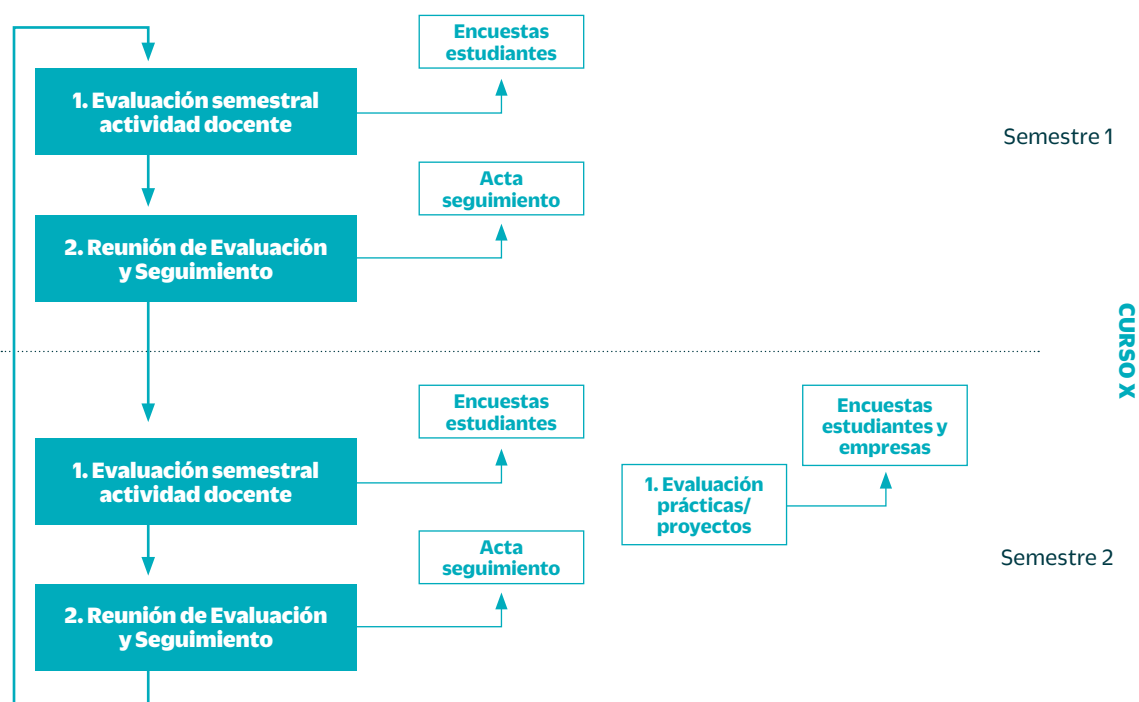 Encuestas
estudiantes
1. Evaluación semestral
actividad docente
Semestre 1
Acta
seguimiento
2. Reunión de Evaluación
y Seguimiento
CURSO X
Encuestas
estudiantes
Encuestas
estudiantes y
empresas
1. Evaluación semestral
actividad docente
1. Evaluación
prácticas/
proyectos
Acta
seguimiento
Semestre 2
2. Reunión de Evaluación
y Seguimiento